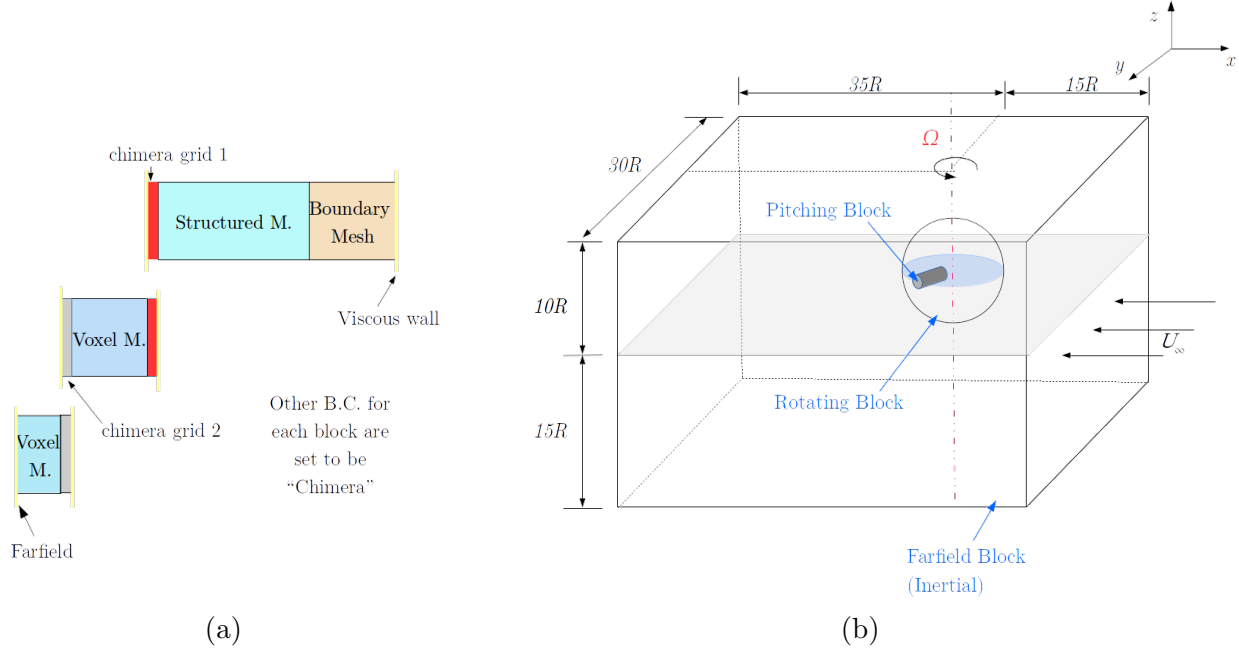 chimera grid 1
Structured M.
Boundary
Mesh
Viscous wall
Voxel M.
chimera grid 2
Voxel
M.
Farfield
Other B.C. for
each block are
set to be
“Chimera”
(a)
z
x
y
35R
15R
30R
Ω
Pitching Block
10R
U∞
Rotating Block
15R
Farfield Block
(Inertial)
(b)